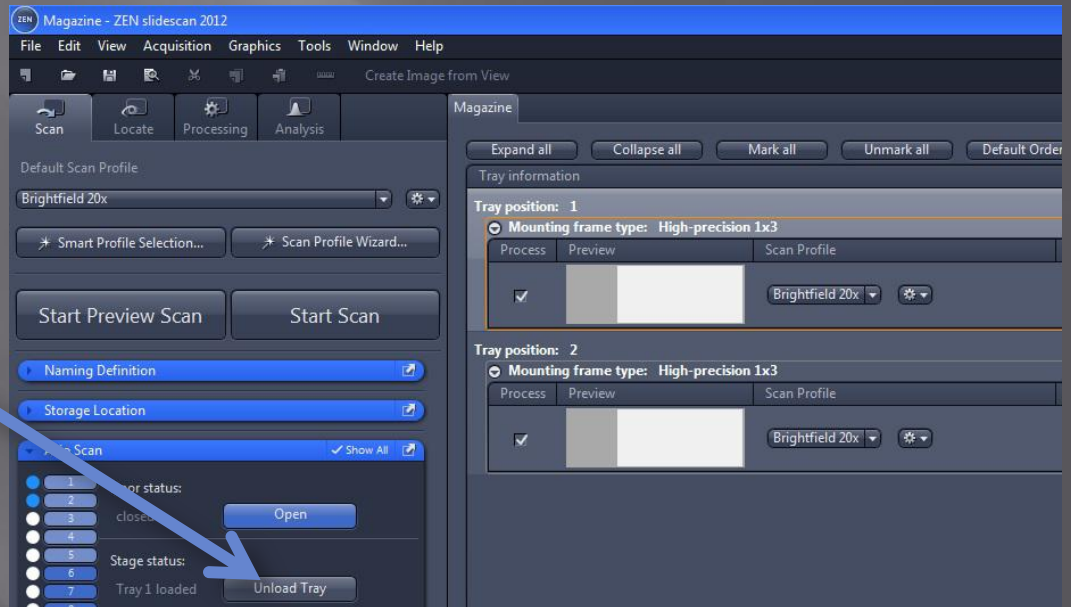 ZEN Magazine - ZEN slidescan 2012
File Edit View Acquisition Graphics Tools Window Help
Create Image from View
Scan Locate Processing Analysis
Default Scan Profile
Brightfield 20x
Smart Profile Selection... Scan Profile Wizard...
Start Preview Scan Start Scan
Naming Definition
Storage Location
Scan Show All
1
2
3
4
5
6
7
status:
closed
Open
Stage status:
Tray 1 loaded Unload Tray
Magazine
Expand all Collapse all Mark all Unmark all Default Order
Tray information
Tray position: 1
Mounting frame type: High-precision 1x3
Process Preview Scan Profile
Brightfield 20x
Tray position: 2
Mounting frame type: High-precision 1x3
Process Preview Scan Profile
Brightfield 20x